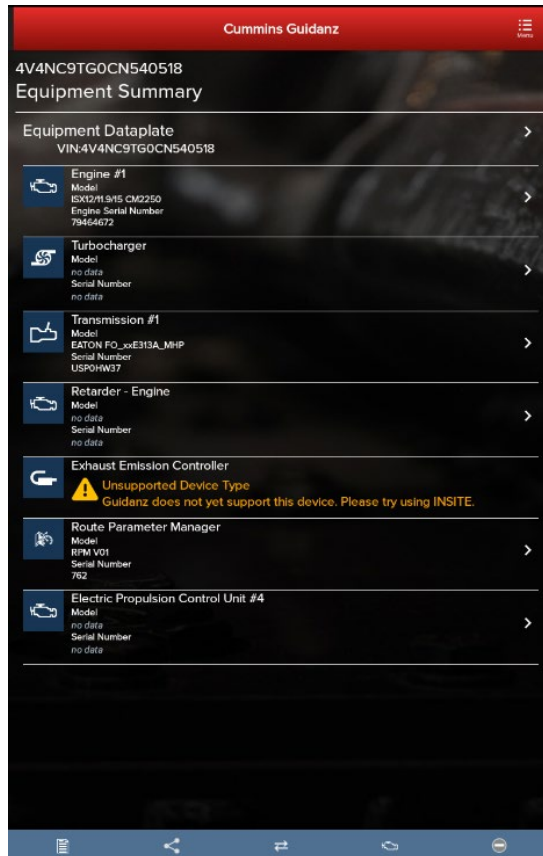 Cummins Guidanz
Menu
4V4NC9TG0CN540518
Equipment Summary
Equipment Dataplate
VIN:4V4NC9TG0CN540518
Engine #1
Model
ISX12/11.9/15 CM2250
Engine Serial Number
79464672
Turbocharger
Model
no data
Serial Number
no data
Transmission #1
Model
EATON FO_xxE313A_MHP
Serial Number
USP0HW37
Retarder - Engine
Model
no data
Serial Number
no data
Exhaust Emission Controller
Unsupported Device Type
Guidanz does not yet support this device. Please try using INSITE.
Route Parameter Manager
Model
RPM V01
Serial Number
762
Electric Propulsion Control Unit #4
Model
no data
Serial Number
no data